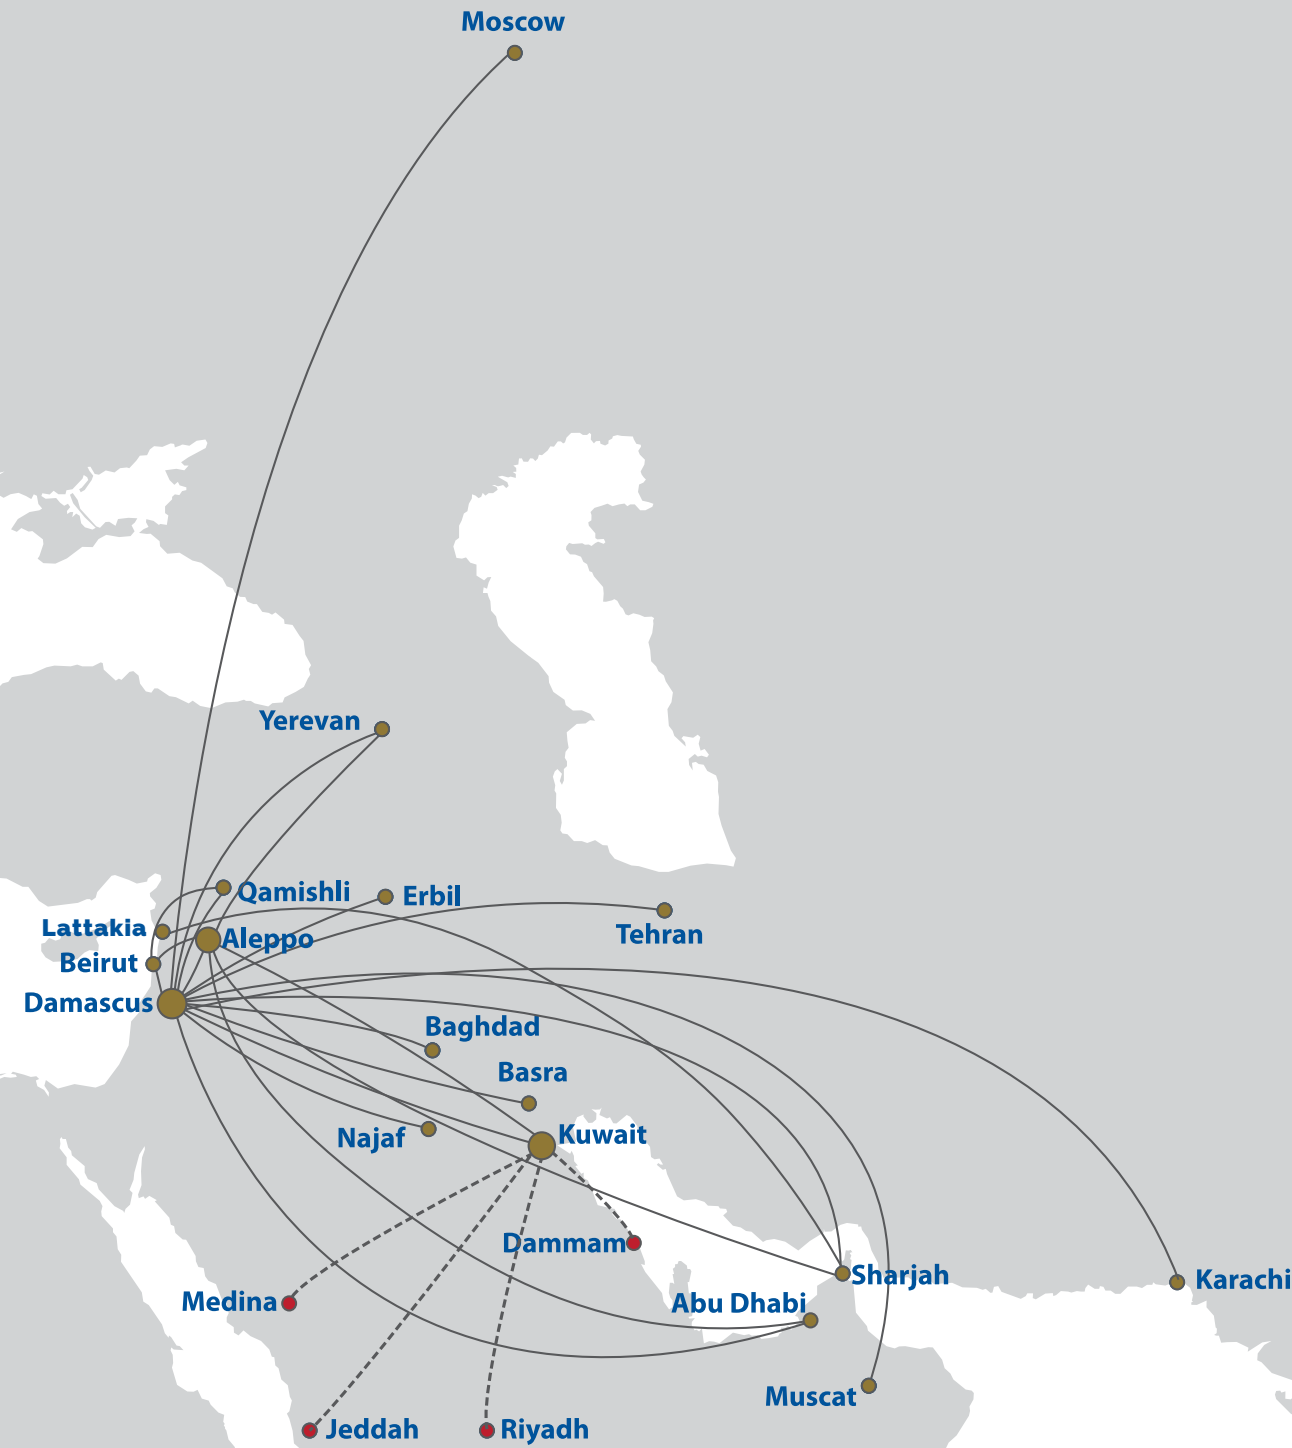 Moscow
Yerevan
Qamishli
Erbil
Lattakia
Aleppo
Tehran
Beirut
Damascus
Baghdad
Basra
Najaf
Kuwait
Dammam
Sharjah
Karachi
Medina
Abu Dhabi
Muscat
Jeddah
Riyadh